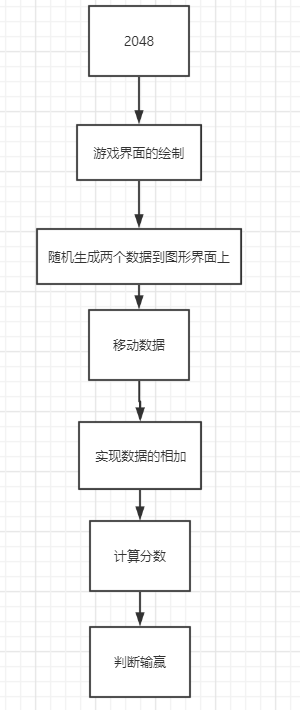 2048
游戏界面的绘制
随机生成两个数据到图形界面上
移动数据
实现数据的相加
计算分数
判断输赢